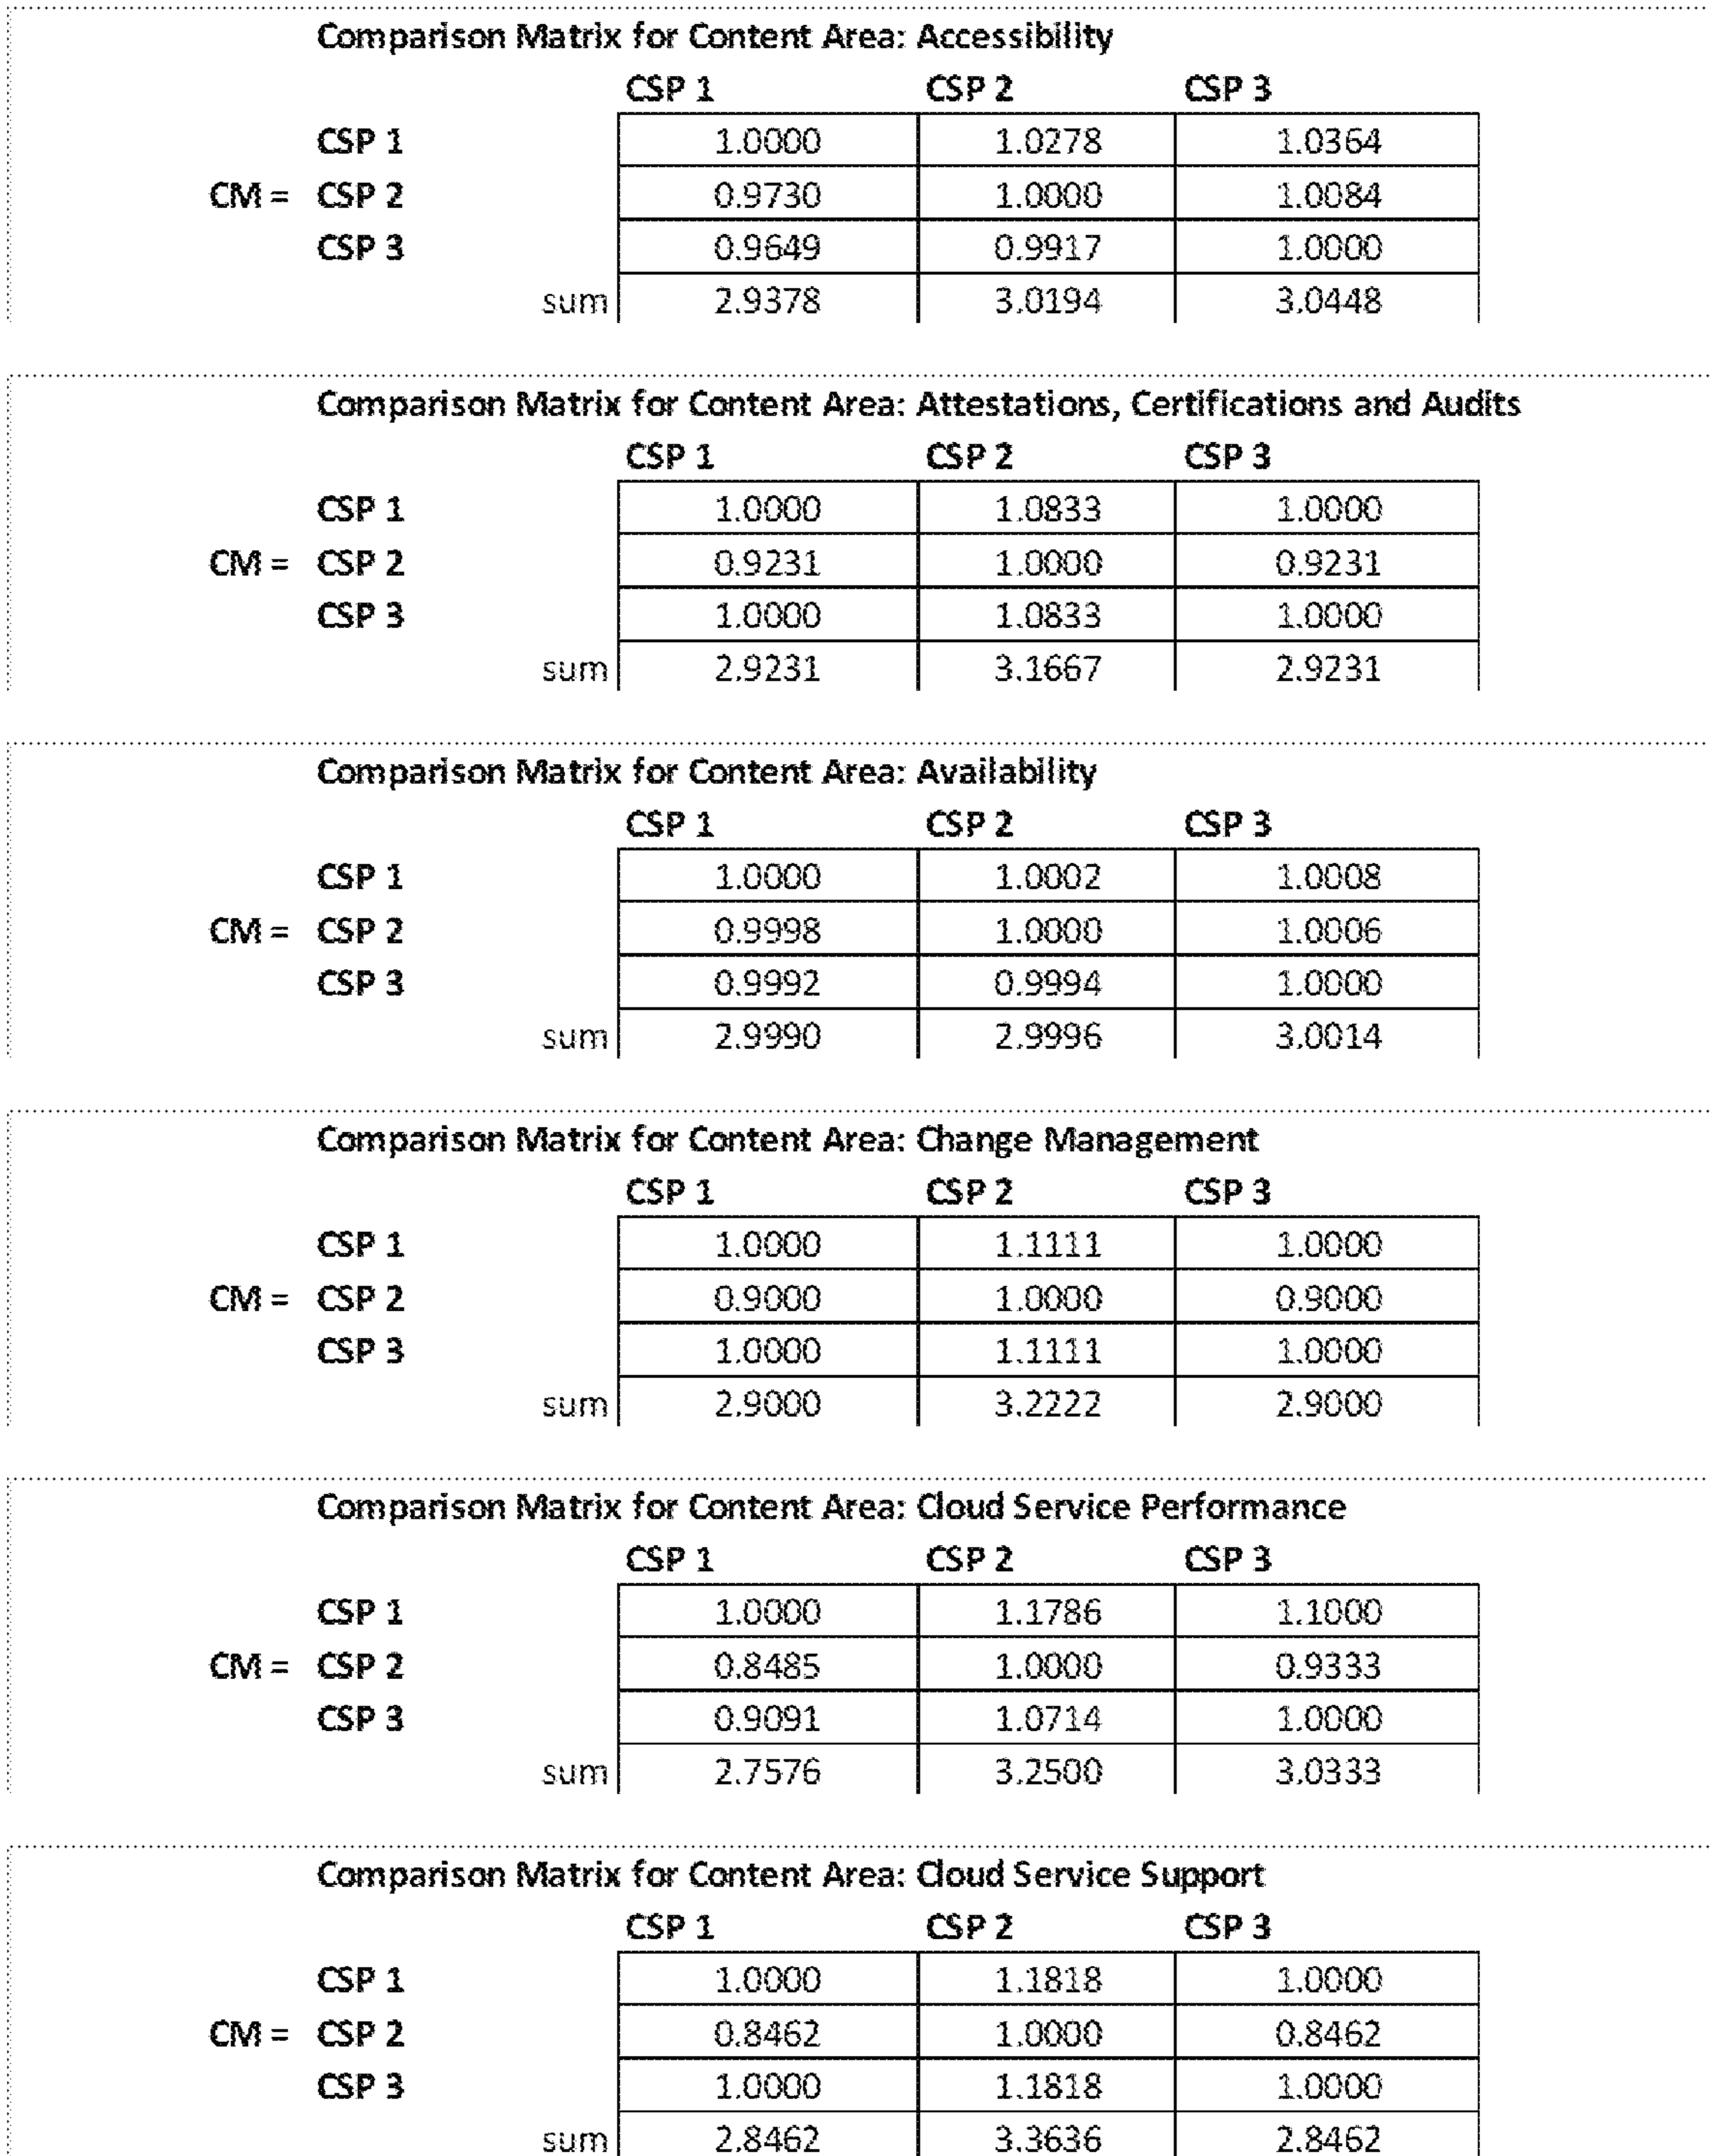 Comparison Matrix for Content Area: Accessibility
CSP 1 CSP 2 CSP 3
CSP 1 1.0000 1.0278 1.0364
CM = CSP 2 0.9730 1.0000 1.0084
CSP 3 0.9649 0.9917 1.0000
sum 2.9378 3.0194 3.0448
Comparison Matrix for Content Area: Attestations, Certifications and Audits
CSP 1 CSP 2 CSP 3
CSP 1 1.0000 1.0833 1.0000
CM = CSP 2 0.9231 1.0000 0.9231
CSP 3 1.0000 1.0833 1.0000
sum 2.9231 3.1667 2.9231
Comparison Matrix for Content Area: Availability
CSP 1 CSP 2 CSP 3
CSP 1 1.0000 1.0002 1.0008
CM = CSP 2 0.9998 1.0000 1.0006
CSP 3 0.9992 0.9994 1.0000
sum 2.9990 2.9996 3.0014
Comparison Matrix for Content Area: Change Management
CSP 1 CSP 2 CSP 3
CSP 1 1.0000 1.1111 1.0000
CM = CSP 2 0.9000 1.0000 0.9000
CSP 3 1.0000 1.1111 1.0000
sum 2.9000 3.2222 2.9000
Comparison Matrix for Content Area: Cloud Service Performance
CSP 1 CSP 2 CSP 3
CSP 1 1.0000 1.1786 1.1000
CM = CSP 2 0.8485 1.0000 0.9333
CSP 3 0.9091 1.0714 1.0000
sum 2.7576 3.2500 3.0333
Comparison Matrix for Content Area: Cloud Service Support
CSP 1 CSP 2 CSP 3
CSP 1 1.0000 1.1818 1.0000
CM = CSP 2 0.8462 1.0000 0.8462
CSP 3 1.0000 1.1818 1.0000
sum 2.8462 3.3636 2.8462